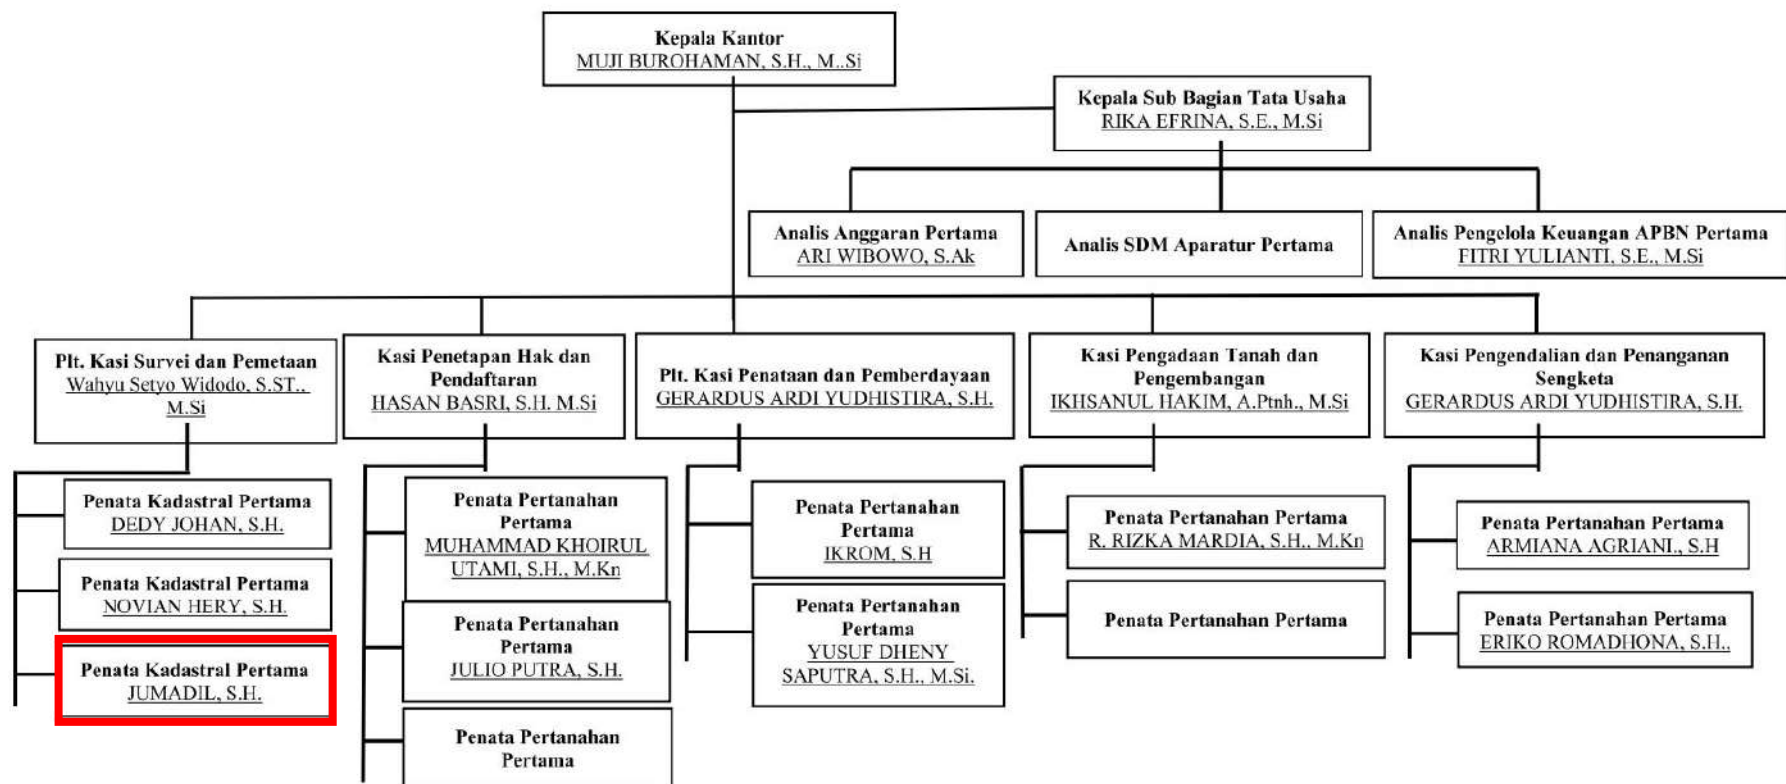 Kepala Kantor
MUJI BUROHAMAN, S.H., M..Si
Kepala Sub Bagian Tata Usaha
RIKA EFRINA, S.E., M.Si
Analis Anggaran Pertama
ARI WIBOWO, S.Ak
Analis SDM Aparatur Pertama
Analis Pengelola Keuangan APBN Pertama
FITRI YULIANTI, S.E., M.Si
Plt. Kasi Survei dan Pemetaan
Wahyu Setyo Widodo, S.ST.,
M.Si
Kasi Penetapan Hak dan
Pendaftaran
HASAN BASRI, S.H. M.Si
Plt. Kasi Penataan dan Pemberdayaan
GERARDUS ARDI YUDHISTIRA, S.H.
Kasi Pengadaan Tanah dan
Pengembangan
IKHSANUL HAKIM, A.Ptnh., M.Si
Kasi Pengendalian dan Penanganan
Sengketa
GERARDUS ARDI YUDHISTIRA, S.H.
Penata Kadastral Pertama
DEDY JOHAN, S.H.
Penata Kadastral Pertama
NOVIAN HERY, S.H.
Penata Kadastral Pertama
JUMADIL, S.H.
Penata Pertanahan
Pertama
MUHAMMAD KHOIRUL
UTAMI, S.H., M.Kn
Penata Pertanahan
Pertama
JULIO PUTRA, S.H.
Penata Pertanahan
Pertama
Penata Pertanahan
Pertama
IKROM, S.H
Penata Pertanahan
Pertama
YUSUF DHENY
SAPUTRA, S.H., M.Si.
Penata Pertanahan Pertama
R. RIZKA MARDIA, S.H., M.Kn
Penata Pertanahan Pertama
Penata Pertanahan Pertama
ARMIANA AGRIANI., S.H
Penata Pertanahan Pertama
ERIKO ROMADHONA, S.H..